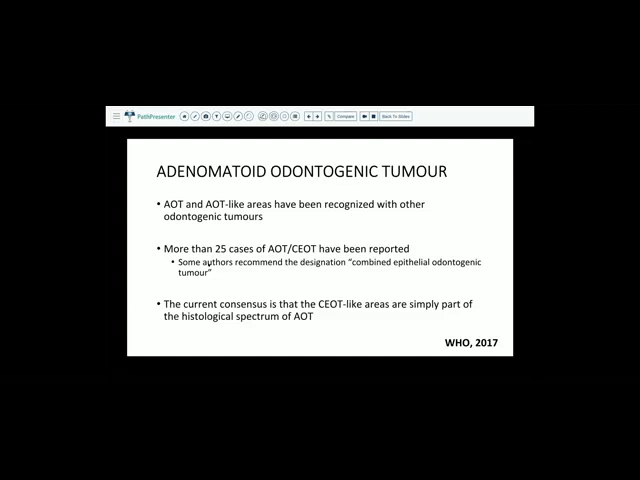 PathPresenter
Compare
Back To Slides
ADENOMATOID ODONTOGENIC TUMOUR
• AOT and AOT-like areas have been recognized with other
odontogenic tumours
• More than 25 cases of AOT/CEOT have been reported
• Some authors recommend the designation “combined epithelial odontogenic
tumour”
• The current consensus is that the CEOT-like areas are simply part of
the histological spectrum of AOT
WHO, 2017